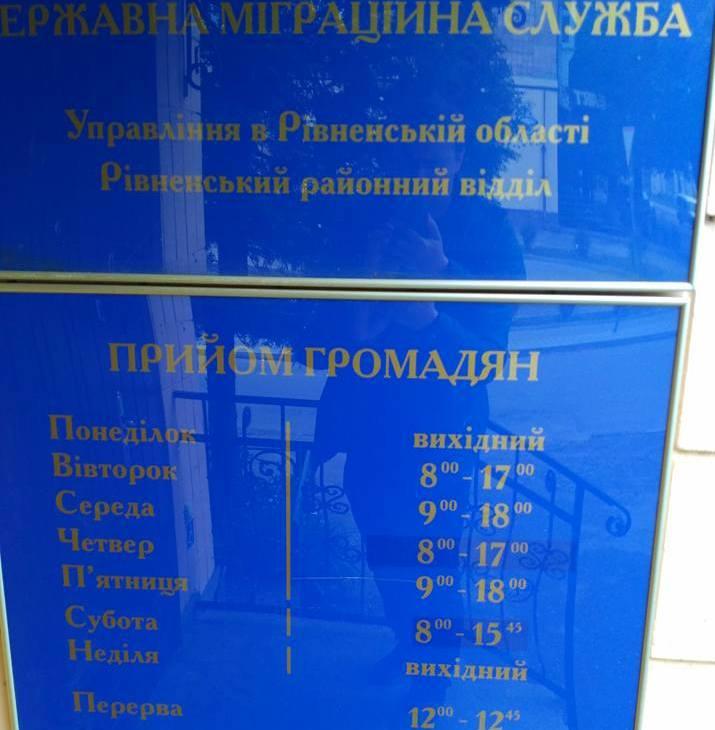 ЕРЖАВНА МІГРАЦІЙНА СЛУЖБА
Управління в Рівненській області
Рівненський районний відділ
ПРИЙОМ ГРОМАДЯН
Понеділок вихідний
Вівторок 8⁰⁰ - 17⁰⁰
Середа 9⁰⁰ - 18⁰⁰
Четвер 8⁰⁰ - 17⁰⁰
П'ятниця 9⁰⁰ - 18⁰⁰
Субота 8⁰⁰ - 15⁴⁵
Неділя вихідний
Перерва 12⁰⁰ - 12⁴⁵